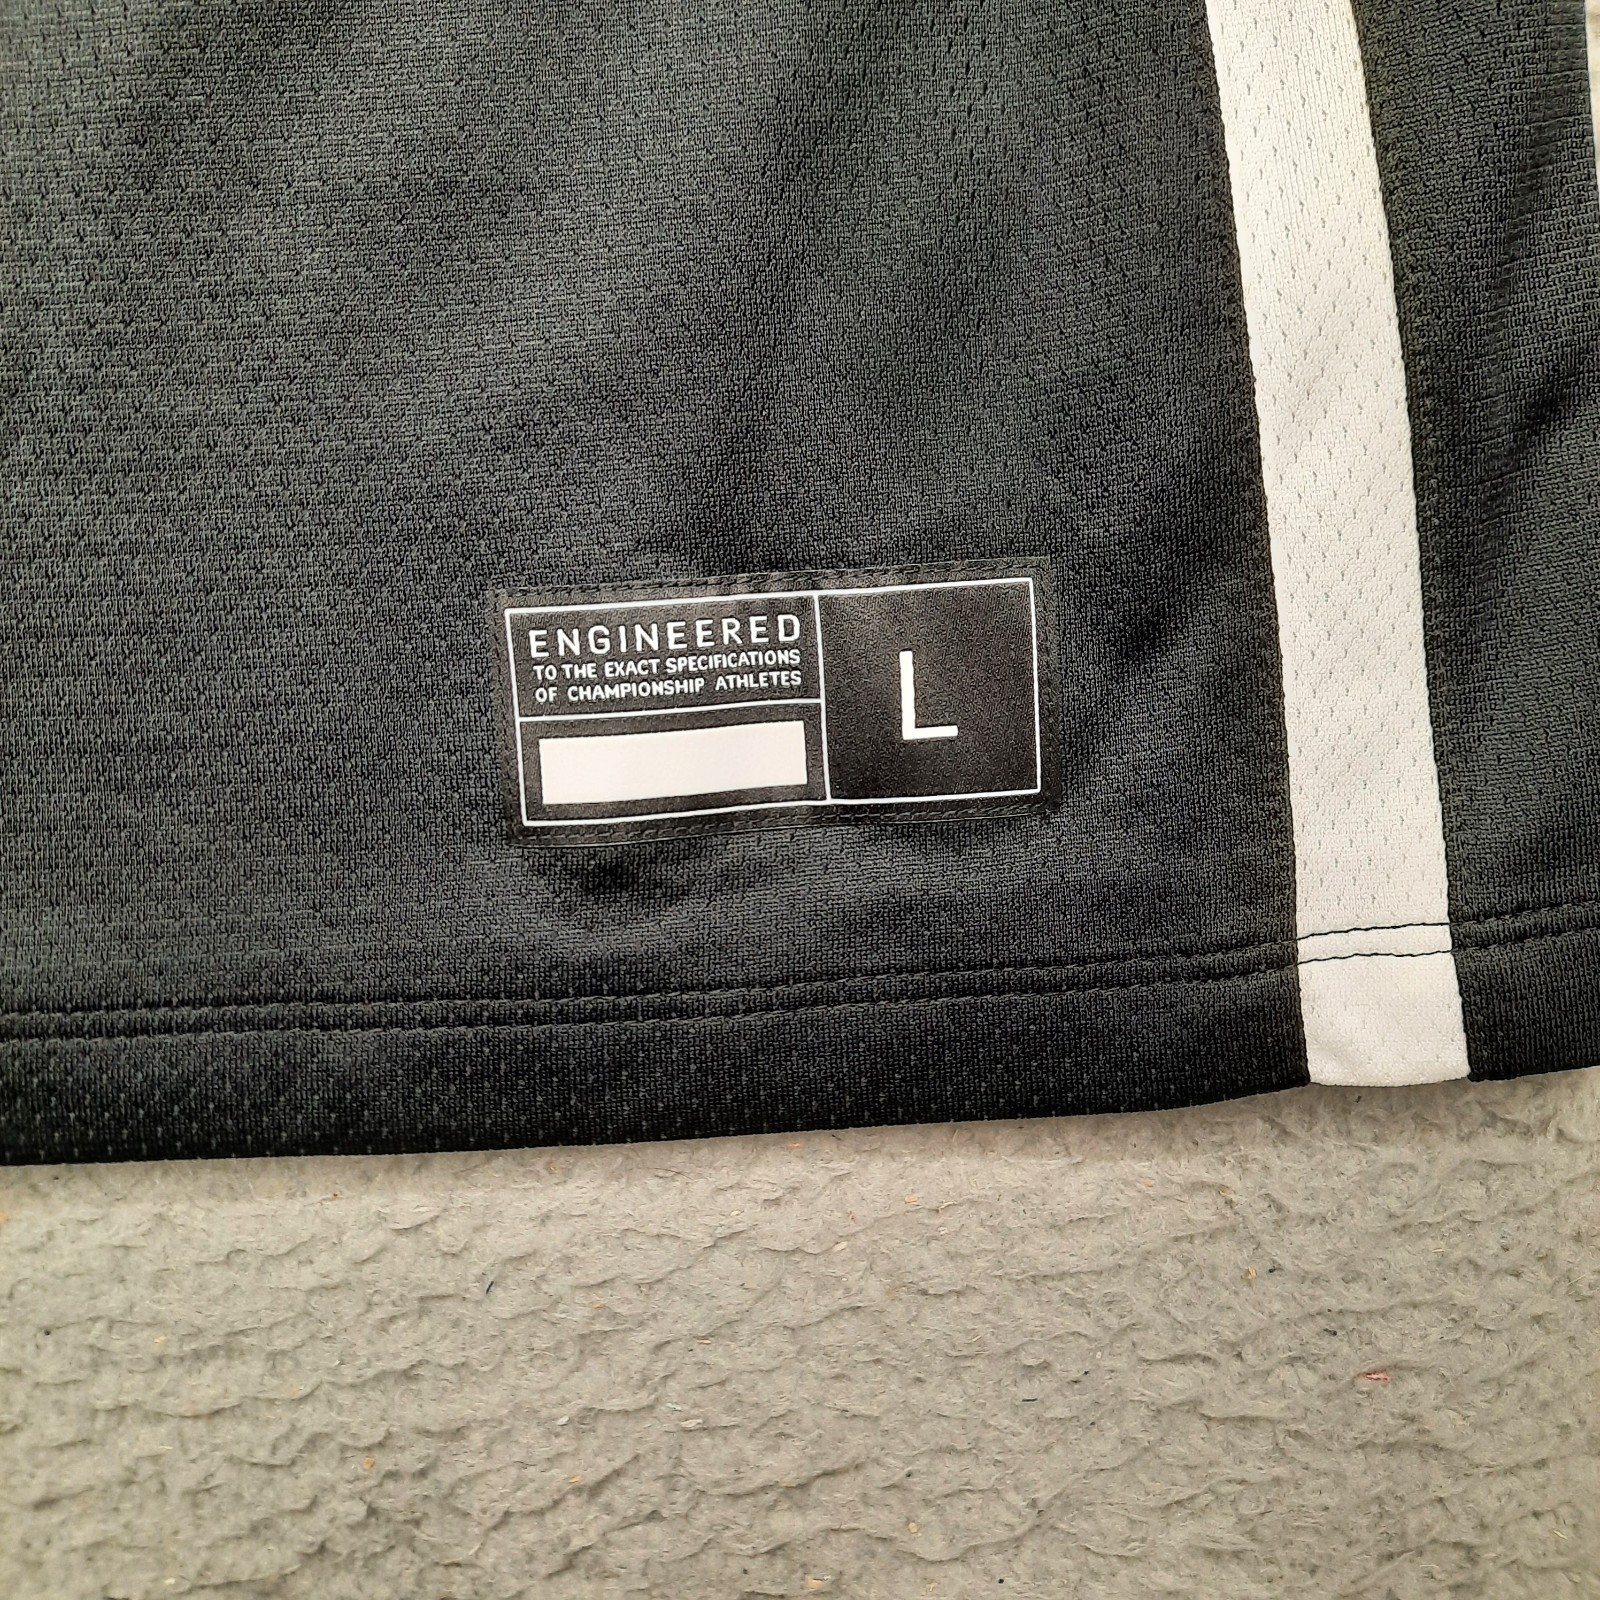 ENGINEERED
TO THE EXACT SPECIFICATIONS
OF CHAMPIONSHIP ATHLETES
L